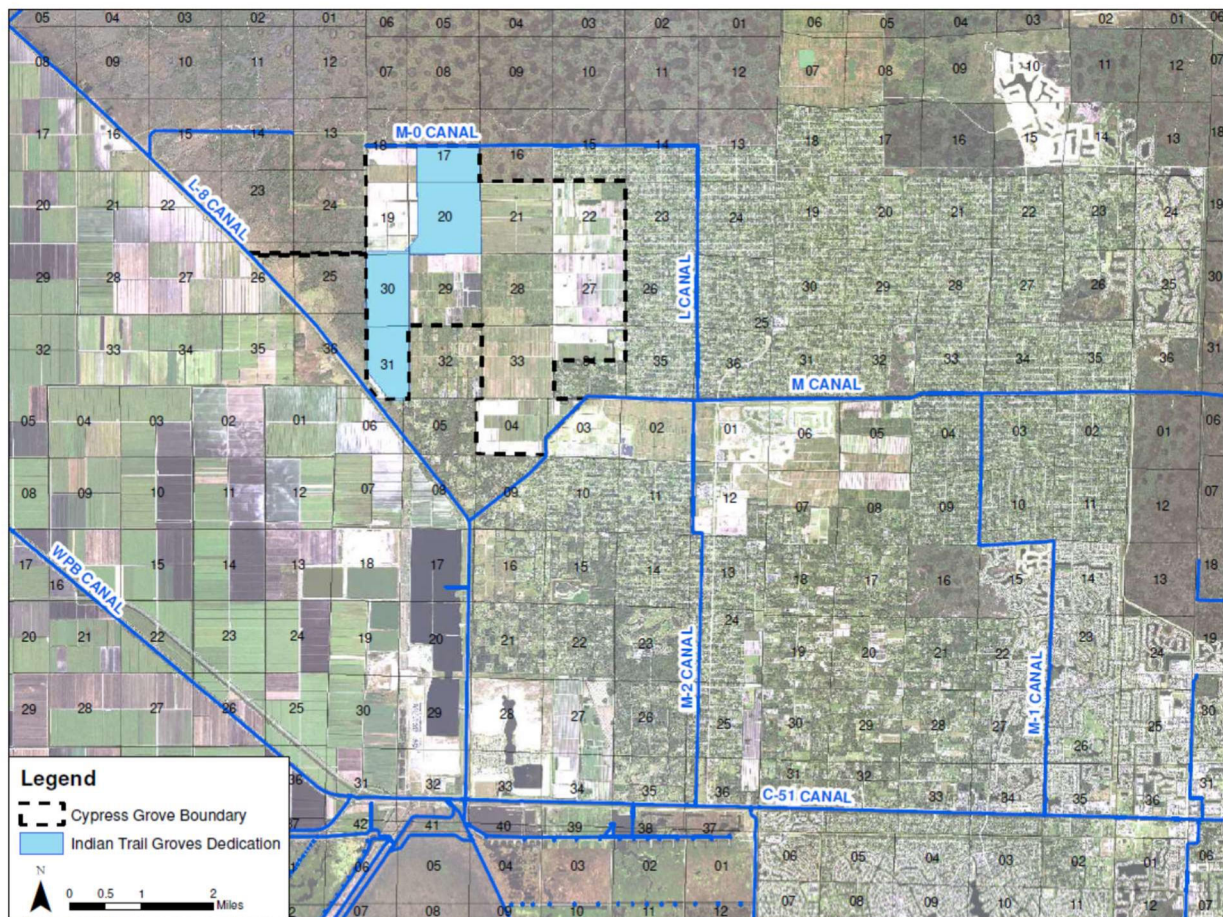 05 04 03 02 01 06 05 04 03 02 01 06 05 04 03 02 01 06
08 09 10 11 12 07 08 09 10 11 12 07 08 09 10 11 12 07
17 16 15 14 13 18 M-0 CANAL 17 16 15 14 13 18 17 16 15 14 13 18
L-8 CANAL
20 21 22 23 24 19 20 21 22 23 24 19 20 21 22 23 24 19
29 28 27 26 25 30 29 28 27 26 L CANAL 25 30 29 28 27 26 25 30
32 33 34 35 36 31 32 33 35 36 31 32 33 34 35 36 31
M CANAL
05 04 03 02 01 06 05 04 03 02 01 06 05 04 03 02 01 06
08 09 10 11 12 07 08 09 10 11 12 07 08 09 10 11 12 07
WPB CANAL
17 16 15 14 13 18 17 16 15 14 13 18 17 16 15 14 13 18
20 21 22 23 24 19 20 21 22 23 24 19 20 21 22 23 24 19
M-2 CANAL
M-1 CANAL
29 28 27 26 25 30 29 28 27 26 25 30 29 28 27 26 25 30
36 31 32 33 34 35 36 31 32 33 34 35 36 31
C-51 CANAL
42 41 40 39 38 37
05 04 03 02 01 06 05 04 03 02 01 06
07 08 09 10 11 12 07 08 09 10 11 12 07
Legend
Cypress Grove Boundary
Indian Trail Groves Dedication
N
0 0.5 1 2
Miles